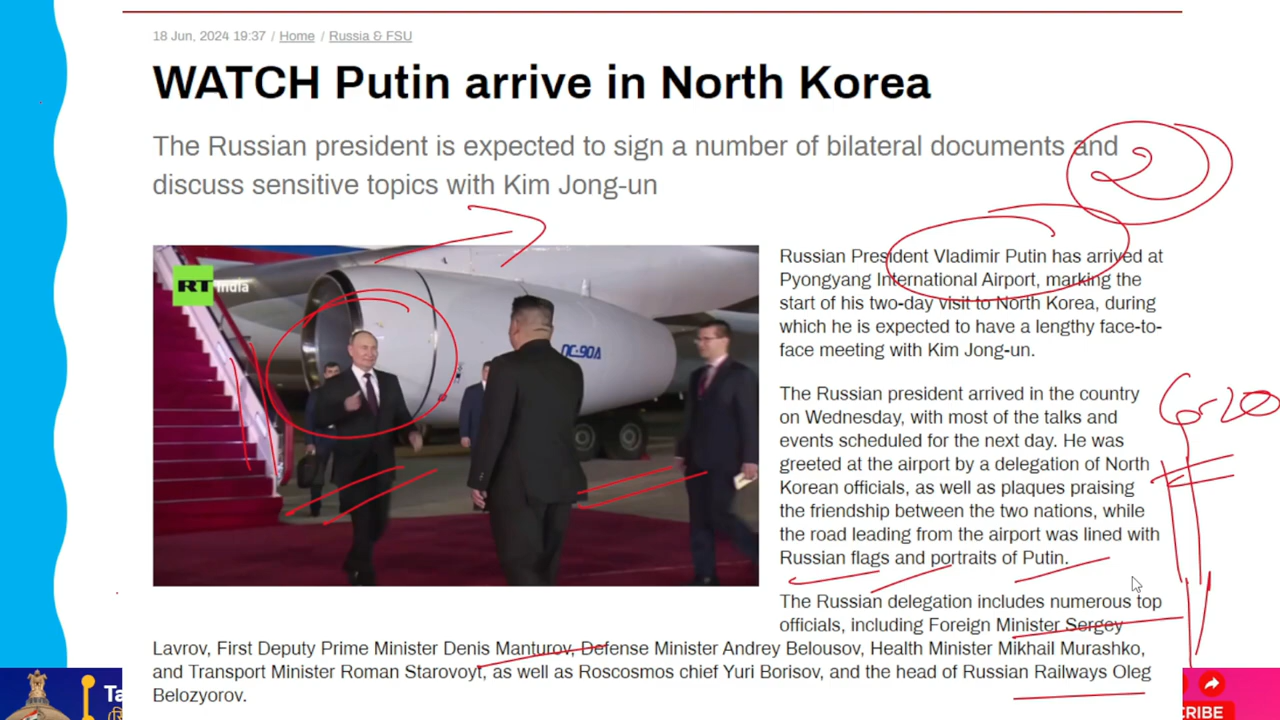 18 Jun, 2024 19:37 / Home / Russia & FSU
WATCH Putin arrive in North Korea
The Russian president is expected to sign a number of bilateral documents and
discuss sensitive topics with Kim Jong-un
2
RT India
ПС-90А
Russian President Vladimir Putin has arrived at
Pyongyang International Airport, marking the
start of his two-day visit to North Korea, during
which he is expected to have a lengthy face-to-
face meeting with Kim Jong-un.
The Russian president arrived in the country
on Wednesday, with most of the talks and
events scheduled for the next day. He was
greeted at the airport by a delegation of North
Korean officials, as well as plaques praising
the friendship between the two nations, while
the road leading from the airport was lined with
Russian flags and portraits of Putin.
G-20
The Russian delegation includes numerous top
officials, including Foreign Minister Sergey
Lavrov, First Deputy Prime Minister Denis Manturov, Defense Minister Andrey Belousov, Health Minister Mikhail Murashko,
and Transport Minister Roman Starovoyt, as well as Roscosmos chief Yuri Borisov, and the head of Russian Railways Oleg
Belozyorov.
Ta
RIBE